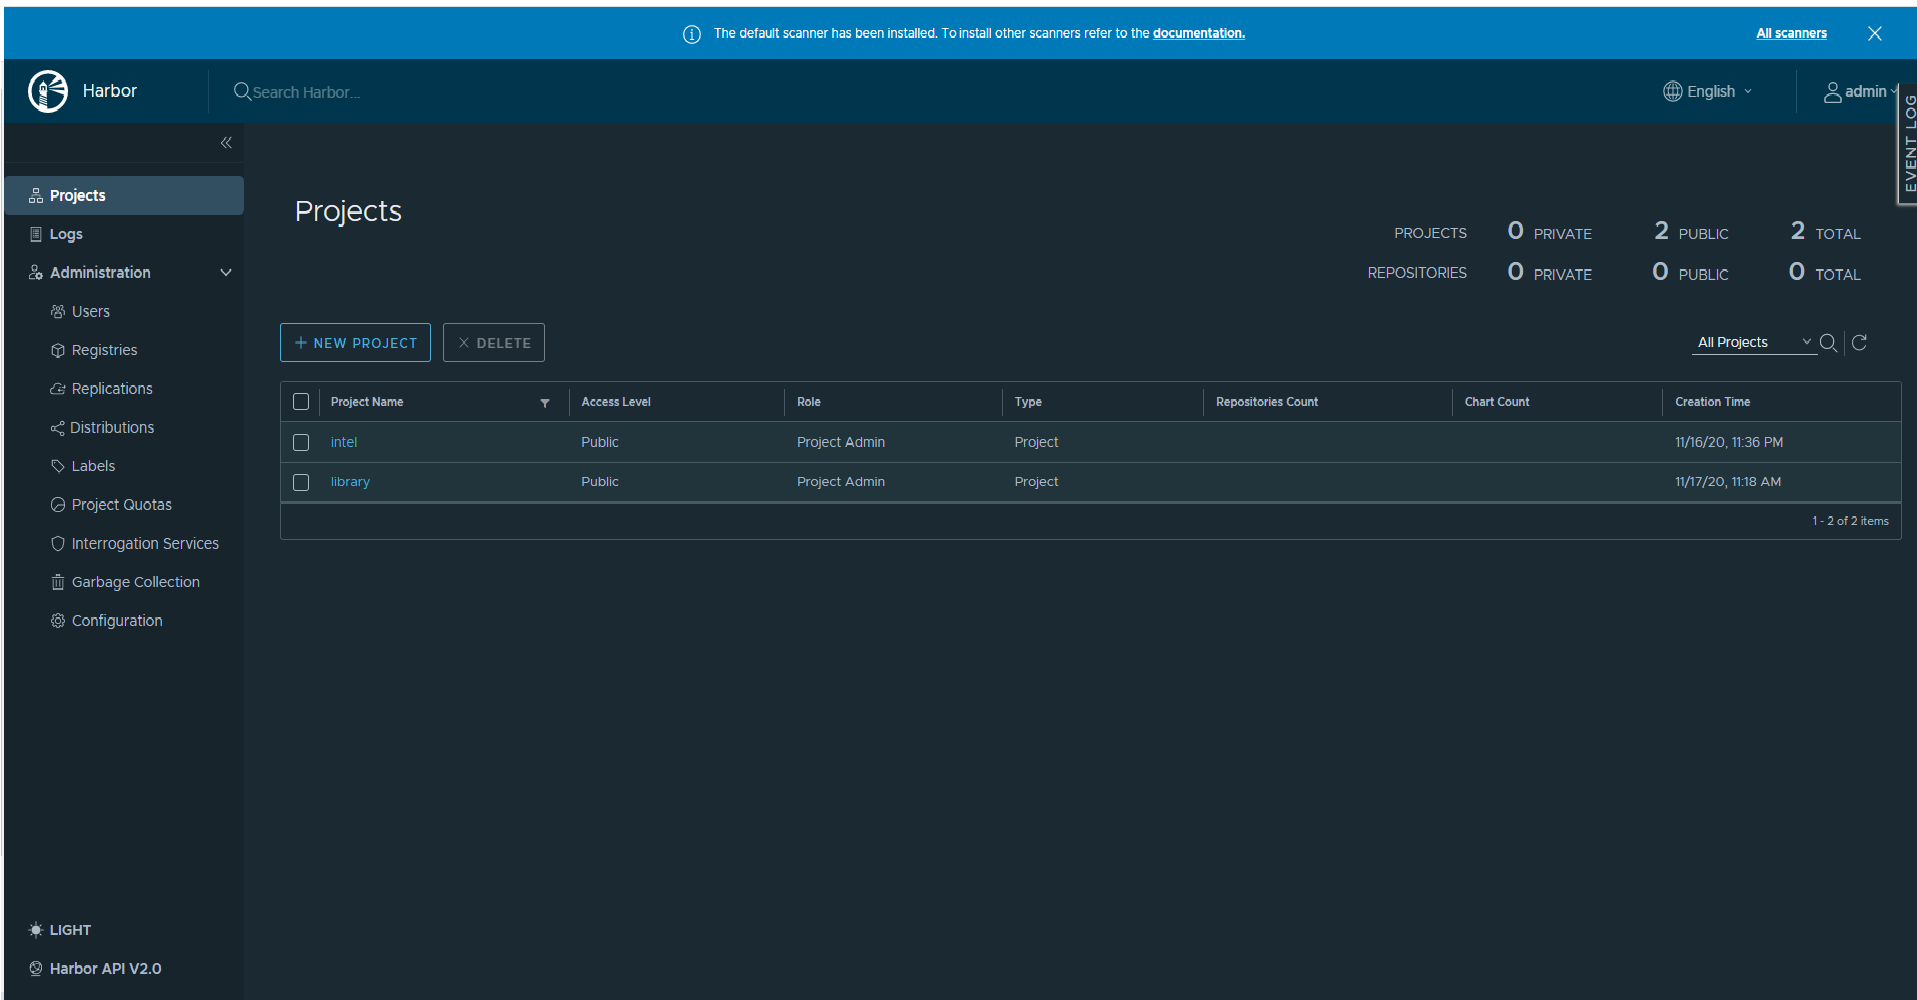 The default scanner has been installed. To install other scanners refer to the documentation.
All scanners
Harbor
Search Harbor...
English
admin
EVENT LOG
Projects
Logs
Administration
Users
Registries
Replications
Distributions
Labels
Project Quotas
Interrogation Services
Garbage Collection
Configuration
LIGHT
Harbor API V2.0
Projects
PROJECTS 0 PRIVATE 2 PUBLIC 2 TOTAL
REPOSITORIES 0 PRIVATE 0 PUBLIC 0 TOTAL
NEW PROJECT DELETE
All Projects
Project Name Access Level Role Type Repositories Count Chart Count Creation Time
intel Public Project Admin Project 11/16/20, 11:36 PM
library Public Project Admin Project 11/17/20, 11:18 AM
1 - 2 of 2 items